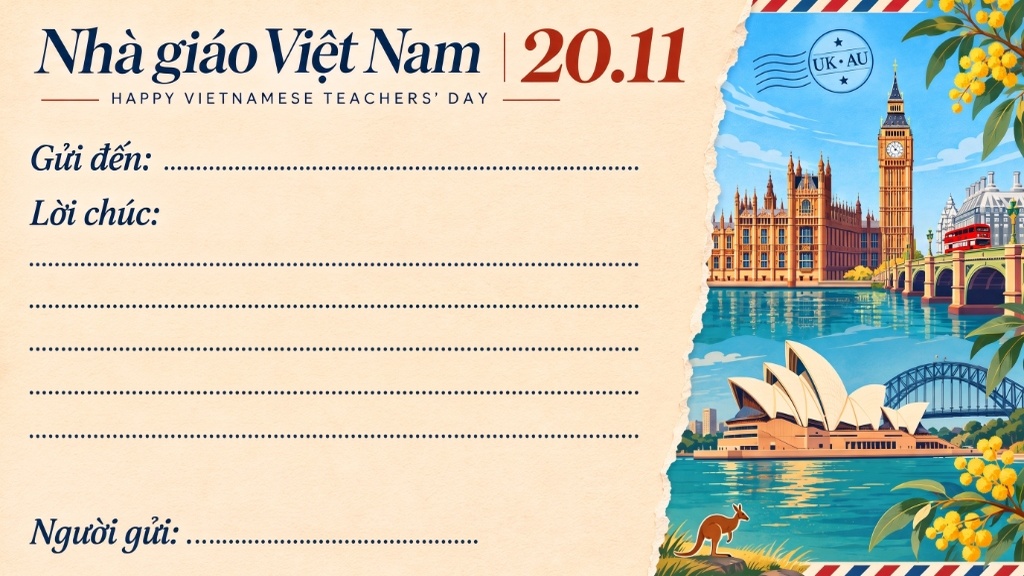 Nhà giáo Việt Nam | 20.11
HAPPY VIETNAMESE TEACHERS’ DAY
UK • AU
Gửi đến: ........................................................................
Lời chúc:
........................................................................
........................................................................
........................................................................
........................................................................
........................................................................
Người gửi: ........................................................................